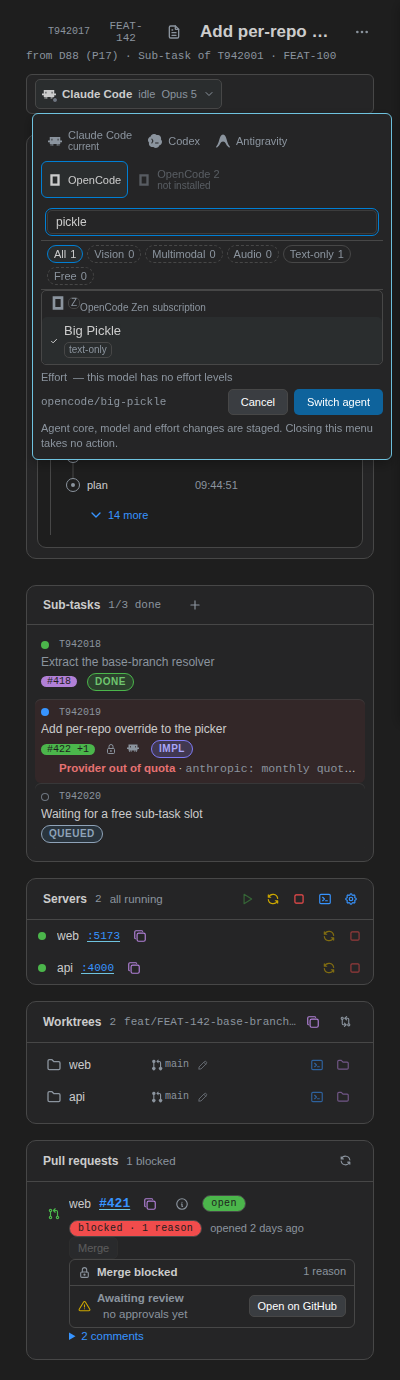 T942017 FEAT-142 Add per-repo … ···
from D88 (P17) · Sub-task of T942001 · FEAT-100
Claude Code idle Opus 5
Claude Code
current
Codex
Antigravity
OpenCode
OpenCode 2
not installed
pickle
All 1 Vision 0 Multimodal 0 Audio 0 Text-only 1
Free 0
Z OpenCode Zen subscription
Big Pickle
text-only
Effort — this model has no effort levels
opencode/big-pickle Cancel Switch agent
Agent core, model and effort changes are staged. Closing this menu
takes no action.
plan 09:44:51
14 more
Sub-tasks 1/3 done
T942018
Extract the base-branch resolver
#418 DONE
T942019
Add per-repo override to the picker
#422 +1 IMPL
Provider out of quota · anthropic: monthly quot…
T942020
Waiting for a free sub-task slot
QUEUED
Servers 2 all running
web :5173
api :4000
Worktrees 2 feat/FEAT-142-base-branch…
web main
api main
Pull requests 1 blocked
web #421 open
blocked · 1 reason opened 2 days ago
Merge
Merge blocked 1 reason
Awaiting review
no approvals yet
Open on GitHub
2 comments